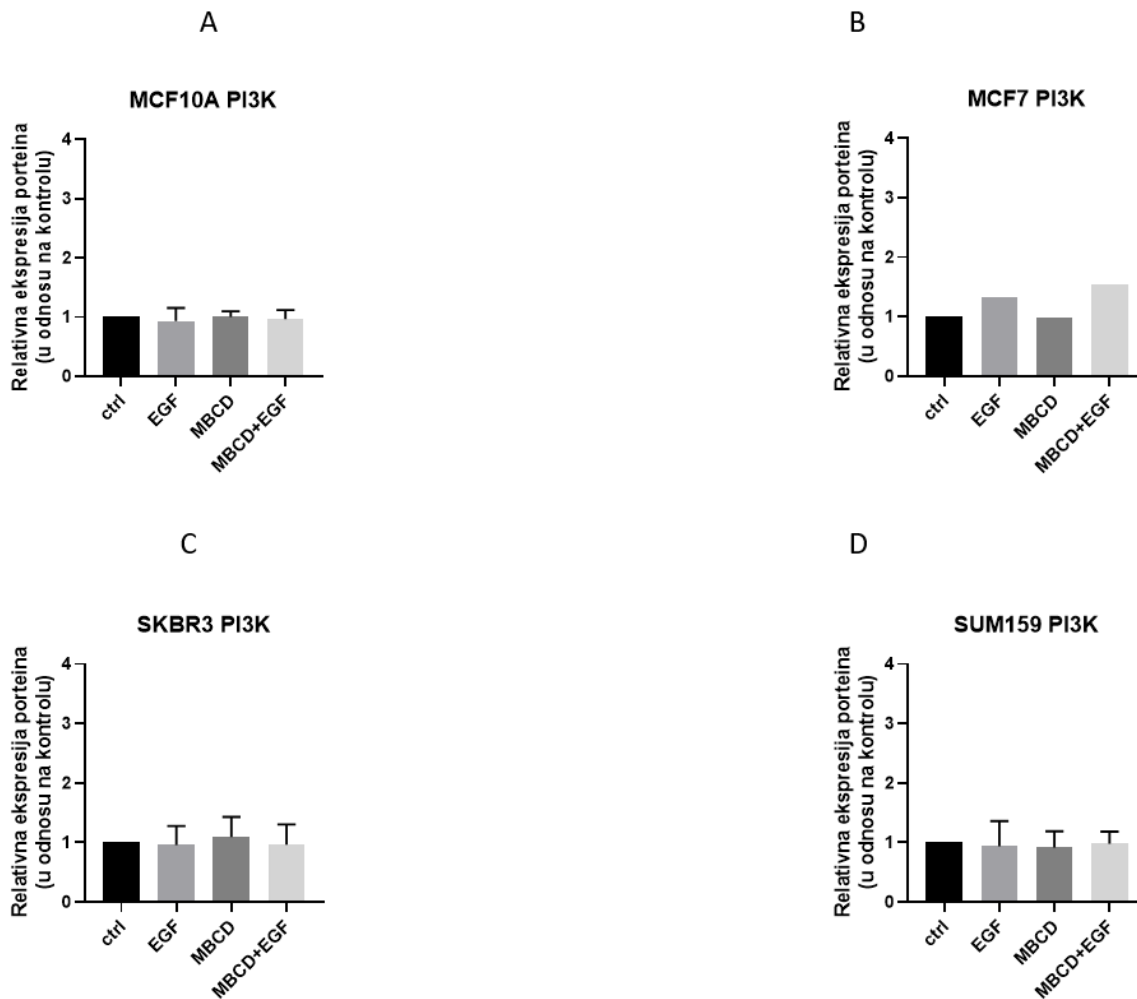 A
MCF10A PI3K
Relativna ekspresija porteina
(u odnosu na kontrolu)
4
3
2
1
0
ctrl
EGF
MBCD
MBCD+EGF
B
MCF7 PI3K
Relativna ekspresija porteina
(u odnosu na kontrolu)
4
3
2
1
0
ctrl
EGF
MBCD
MBCD+EGF
C
SKBR3 PI3K
Relativna ekspresija porteina
(u odnosu na kontrolu)
4
3
2
1
0
ctrl
EGF
MBCD
MBCD+EGF
D
SUM159 PI3K
Relativna ekspresija porteina
(u odnosu na kontrolu)
4
3
2
1
0
ctrl
EGF
MBCD
MBCD+EGF